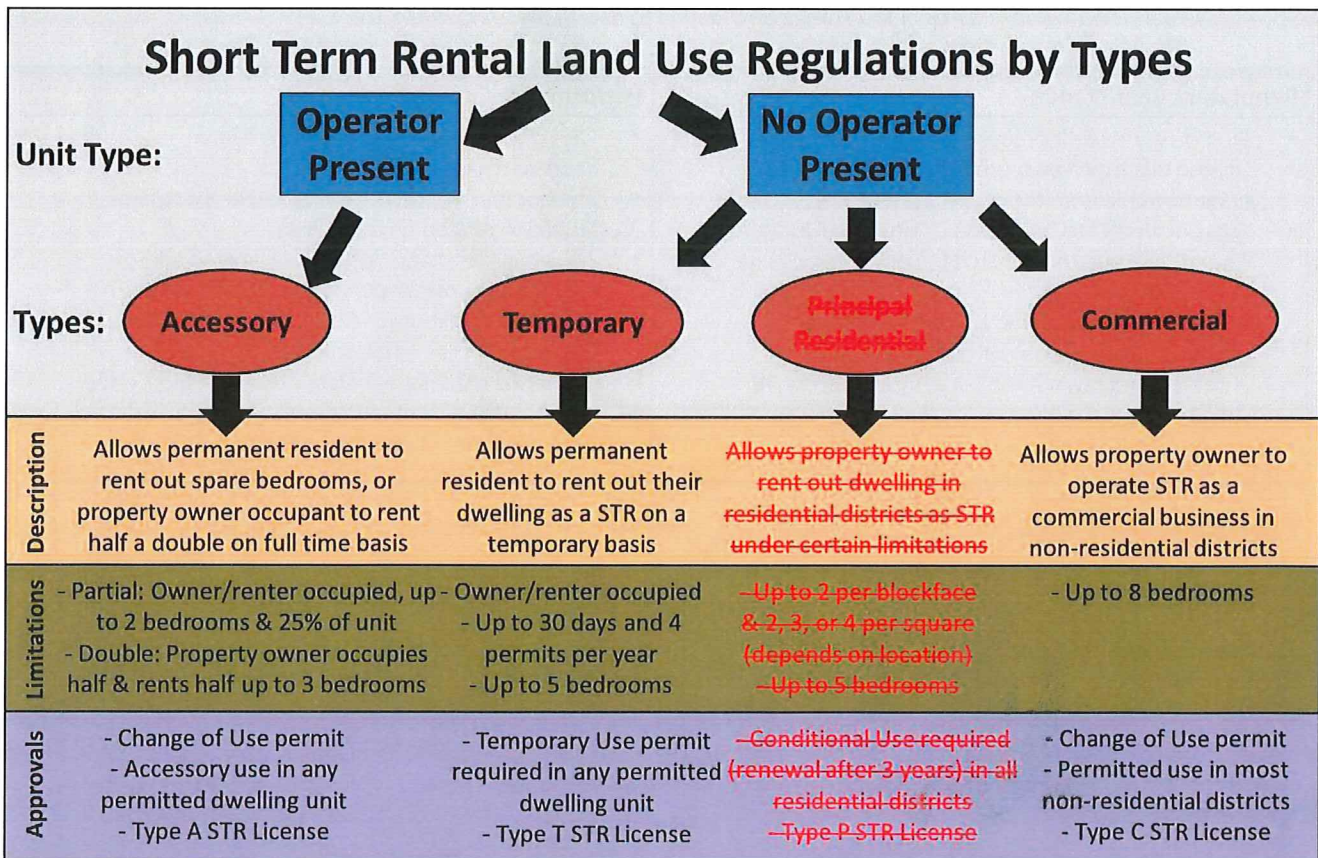 Short Term Rental Land Use Regulations by Types
Unit Type:
Operator
Present
No Operator
Present
Types:
Accessory
Temporary
Principal
Residential
Commercial
Description
Allows permanent resident to
rent out spare bedrooms, or
property owner occupant to rent
half a double on full time basis
Allows permanent
resident to rent out their
dwelling as a STR on a
temporary basis
Allows property owner to
rent out dwelling in
residential districts as STR
under certain limitations
Allows property owner to
operate STR as a
commercial business in
non-residential districts
Limitations
- Partial: Owner/renter occupied, up
to 2 bedrooms & 25% of unit
- Double: Property owner occupies
half & rents half up to 3 bedrooms
- Owner/renter occupied
- Up to 30 days and 4
permits per year
- Up to 5 bedrooms
- Up to 2 per blockface
& 2, 3, or 4 per square
(depends on location)
- Up to 5 bedrooms
- Up to 8 bedrooms
Approvals
- Change of Use permit
- Accessory use in any
permitted dwelling unit
- Type A STR License
- Temporary Use permit
required in any permitted
dwelling unit
- Type T STR License
- Conditional Use required
(renewal after 3 years) in all
residential districts
- Type P STR License
- Change of Use permit
- Permitted use in most
non-residential districts
- Type C STR License